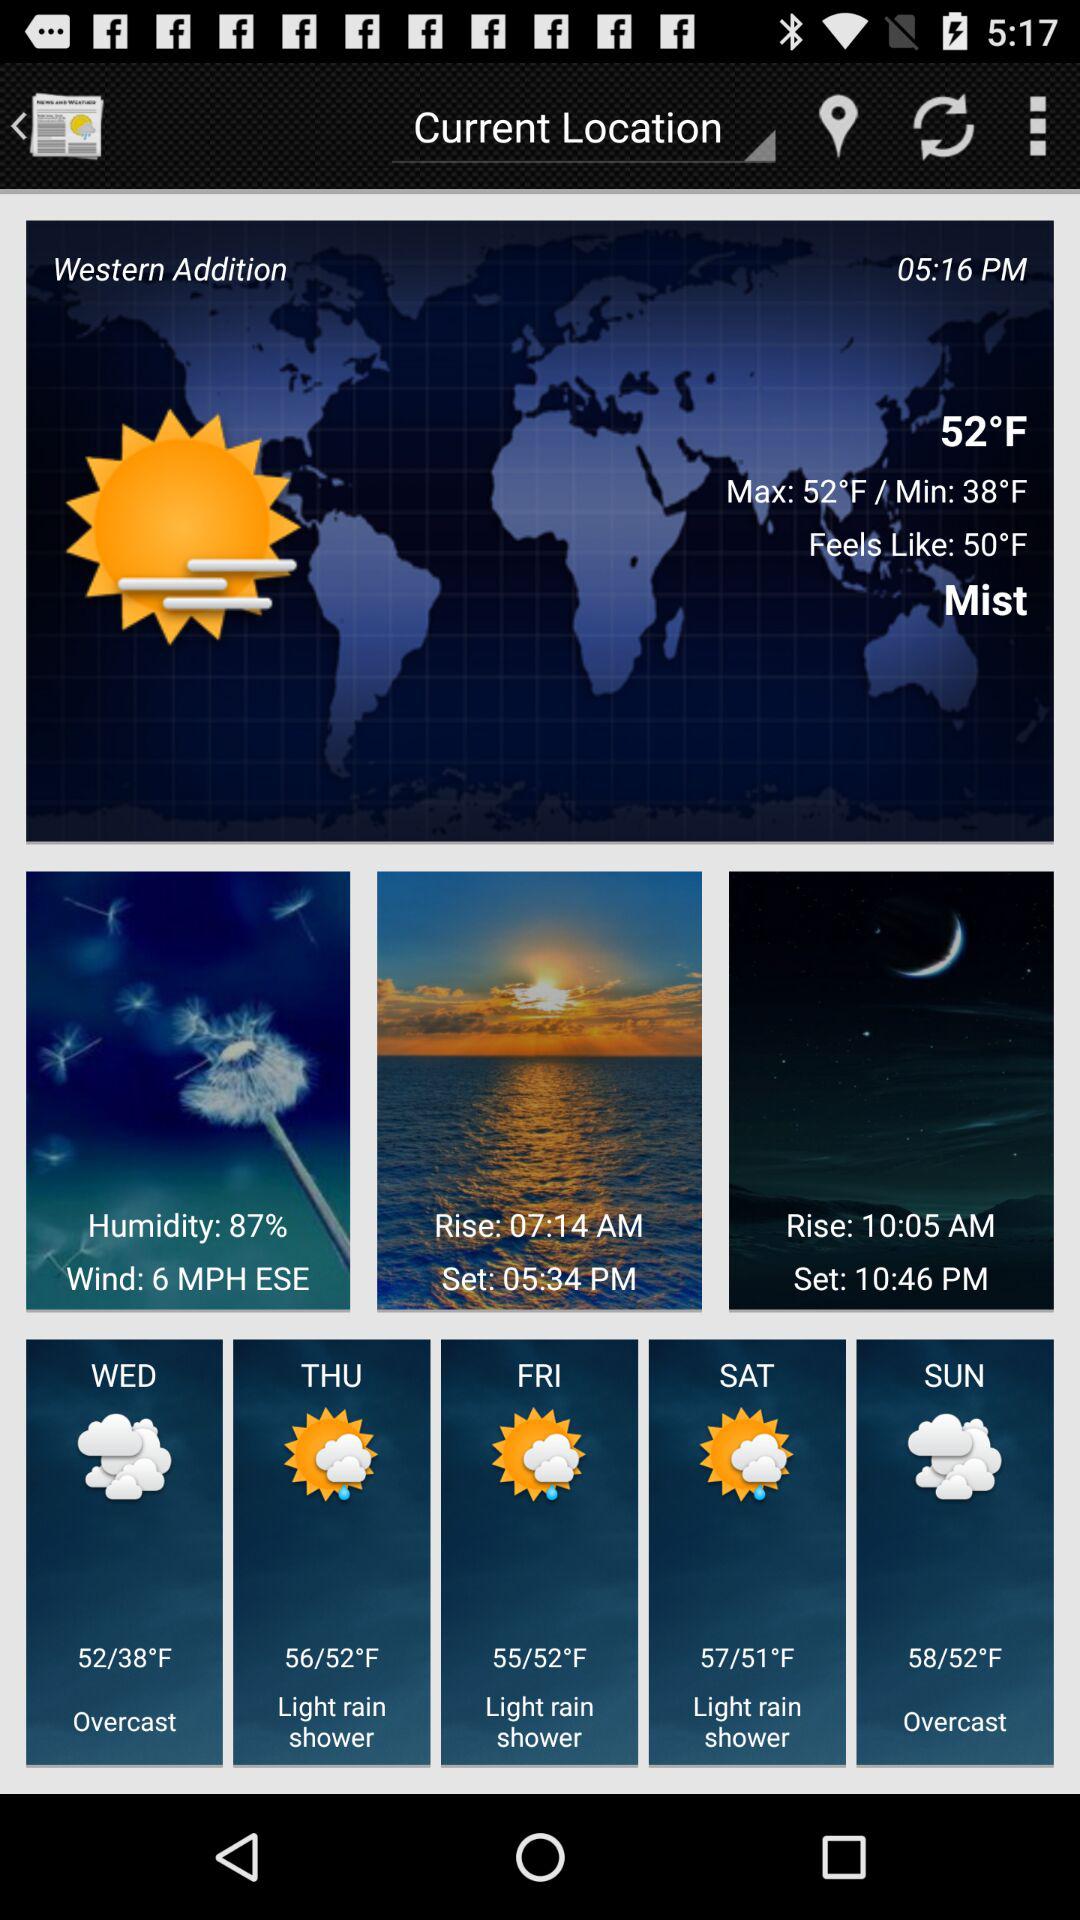 5:17
NEWS AND WEATHER
Current Location
Western Addition
05:16 PM
52°F
Max: 52°F / Min: 38°F
Feels Like: 50°F
Mist
Humidity: 87%
Wind: 6 MPH ESE
Rise: 07:14 AM
Set: 05:34 PM
Rise: 10:05 AM
Set: 10:46 PM
WED
52/38°F
Overcast
THU
56/52°F
Light rain
shower
FRI
55/52°F
Light rain
shower
SAT
57/51°F
Light rain
shower
SUN
58/52°F
Overcast